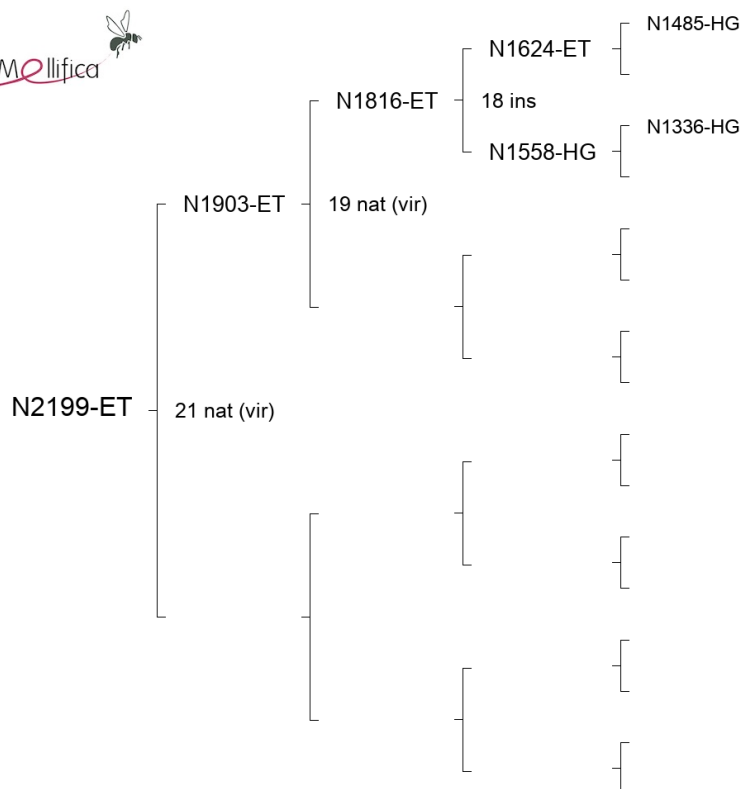 Mellifica
N1485-HG
N1624-ET
N1816-ET
18 ins
N1336-HG
N1558-HG
N1903-ET
19 nat (vir)
N2199-ET
21 nat (vir)